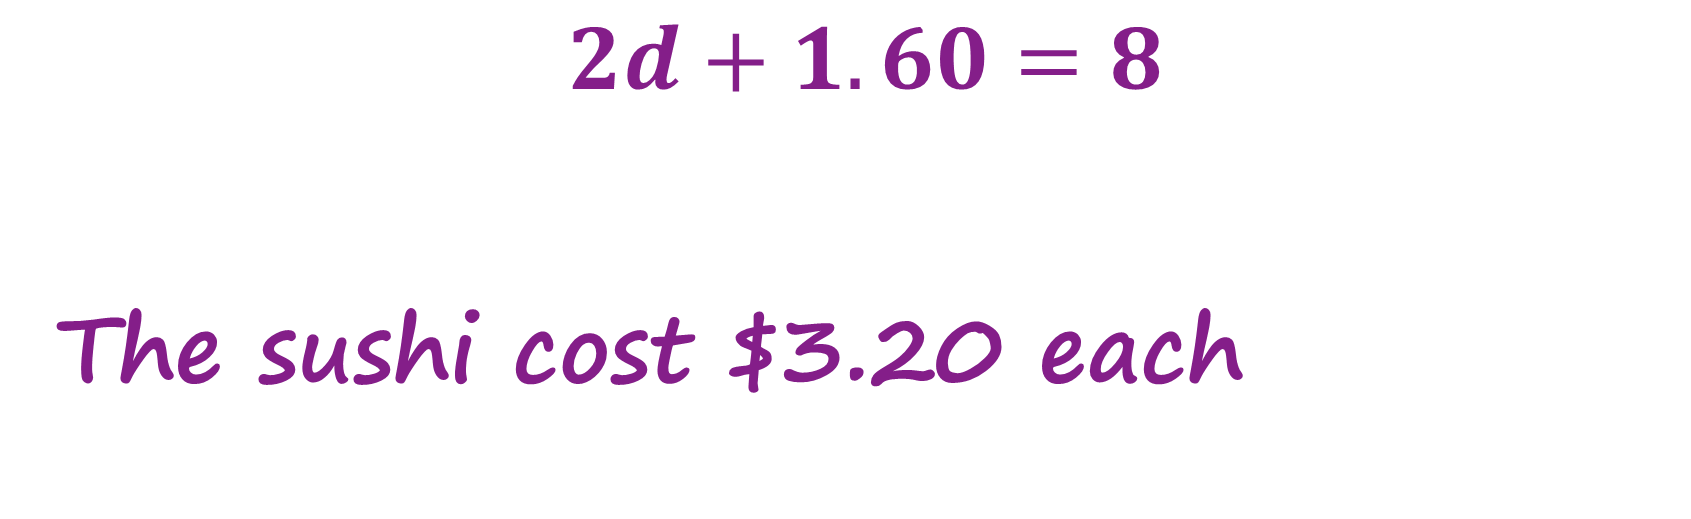 2d + 1.60 = 8
The sushi cost $3.20 each